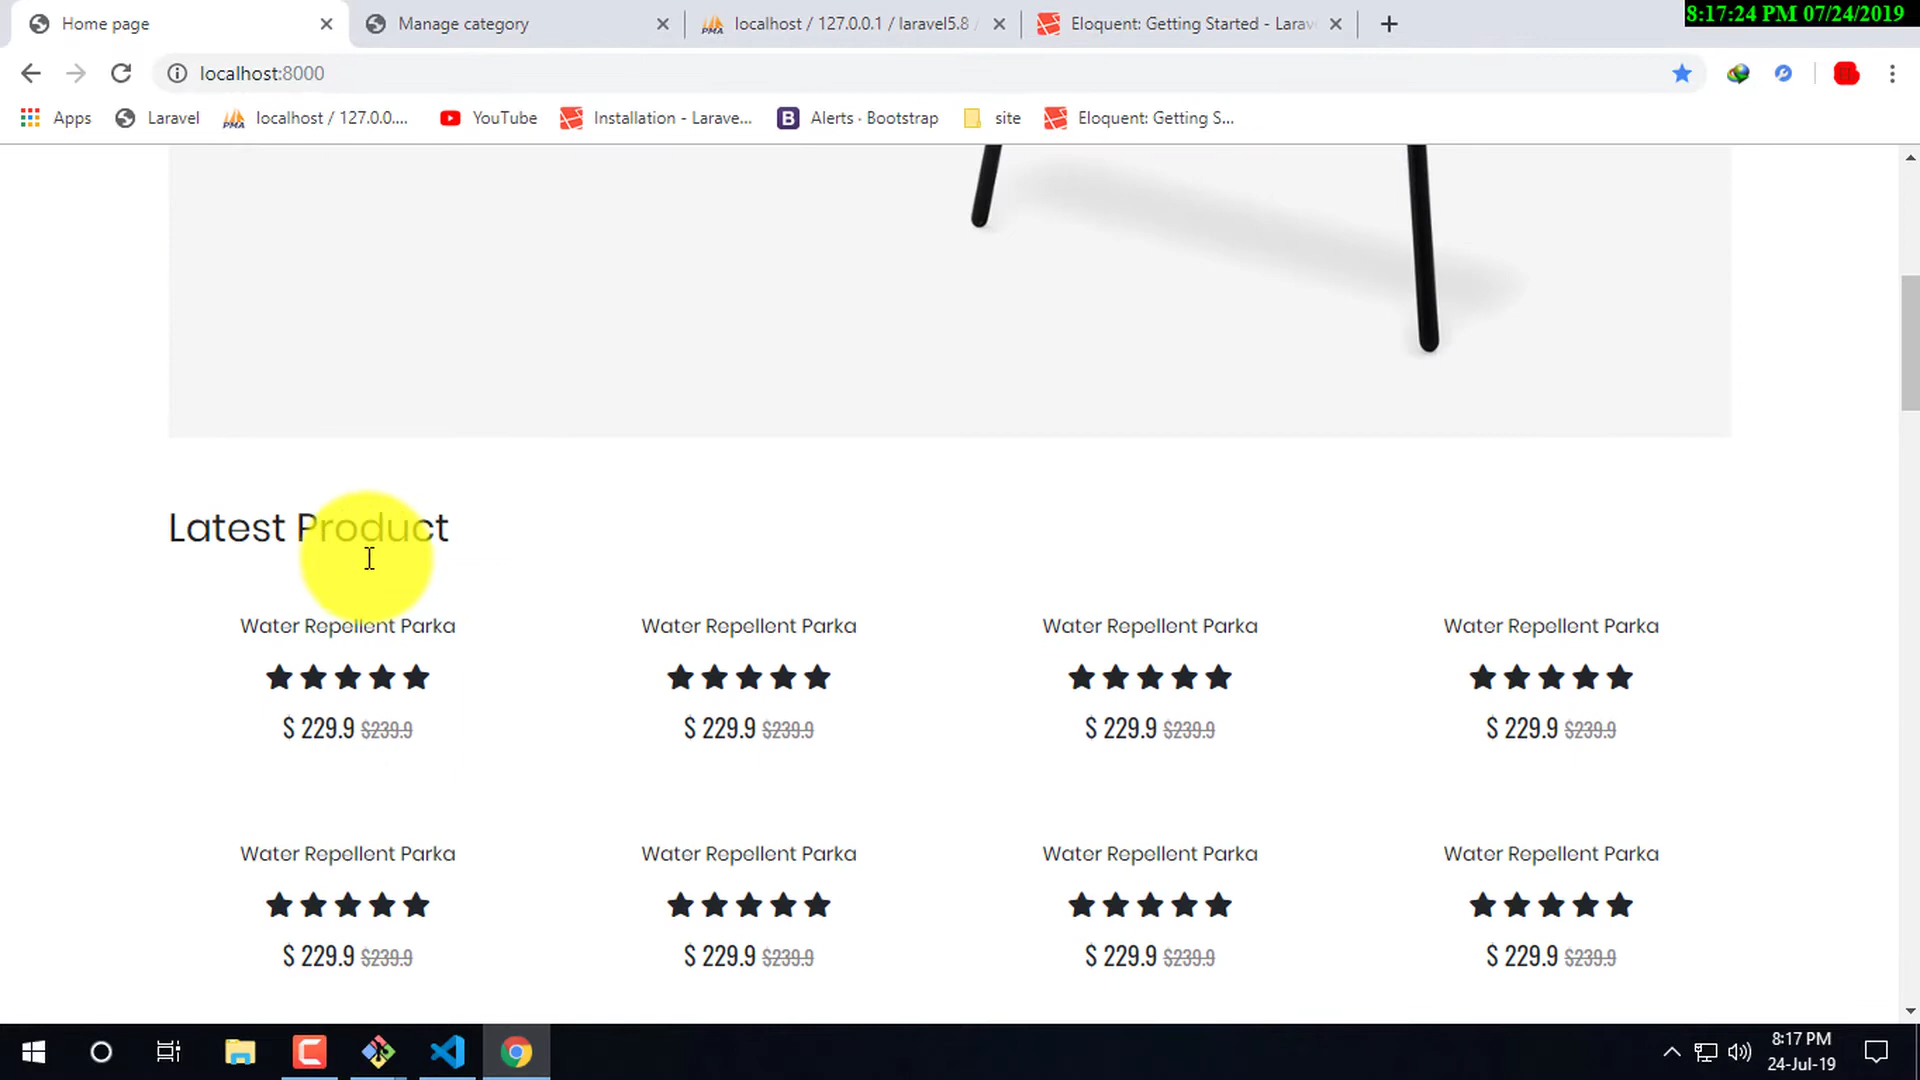 Home page
Manage category
localhost / 127.0.0.1 / laravel5.8 /
Eloquent: Getting Started - Larav
8:17:24 PM 07/24/2019
localhost:8000
Apps
Laravel
localhost / 127.0.0....
YouTube
Installation - Larave...
B
Alerts · Bootstrap
site
Eloquent: Getting S...
Latest Product
Water Repellent Parka
Water Repellent Parka
Water Repellent Parka
Water Repellent Parka
$ 229.9 $239.9
$ 229.9 $239.9
$ 229.9 $239.9
$ 229.9 $239.9
Water Repellent Parka
Water Repellent Parka
Water Repellent Parka
Water Repellent Parka
$ 229.9 $239.9
$ 229.9 $239.9
$ 229.9 $239.9
$ 229.9 $239.9
8:17 PM
24-Jul-19